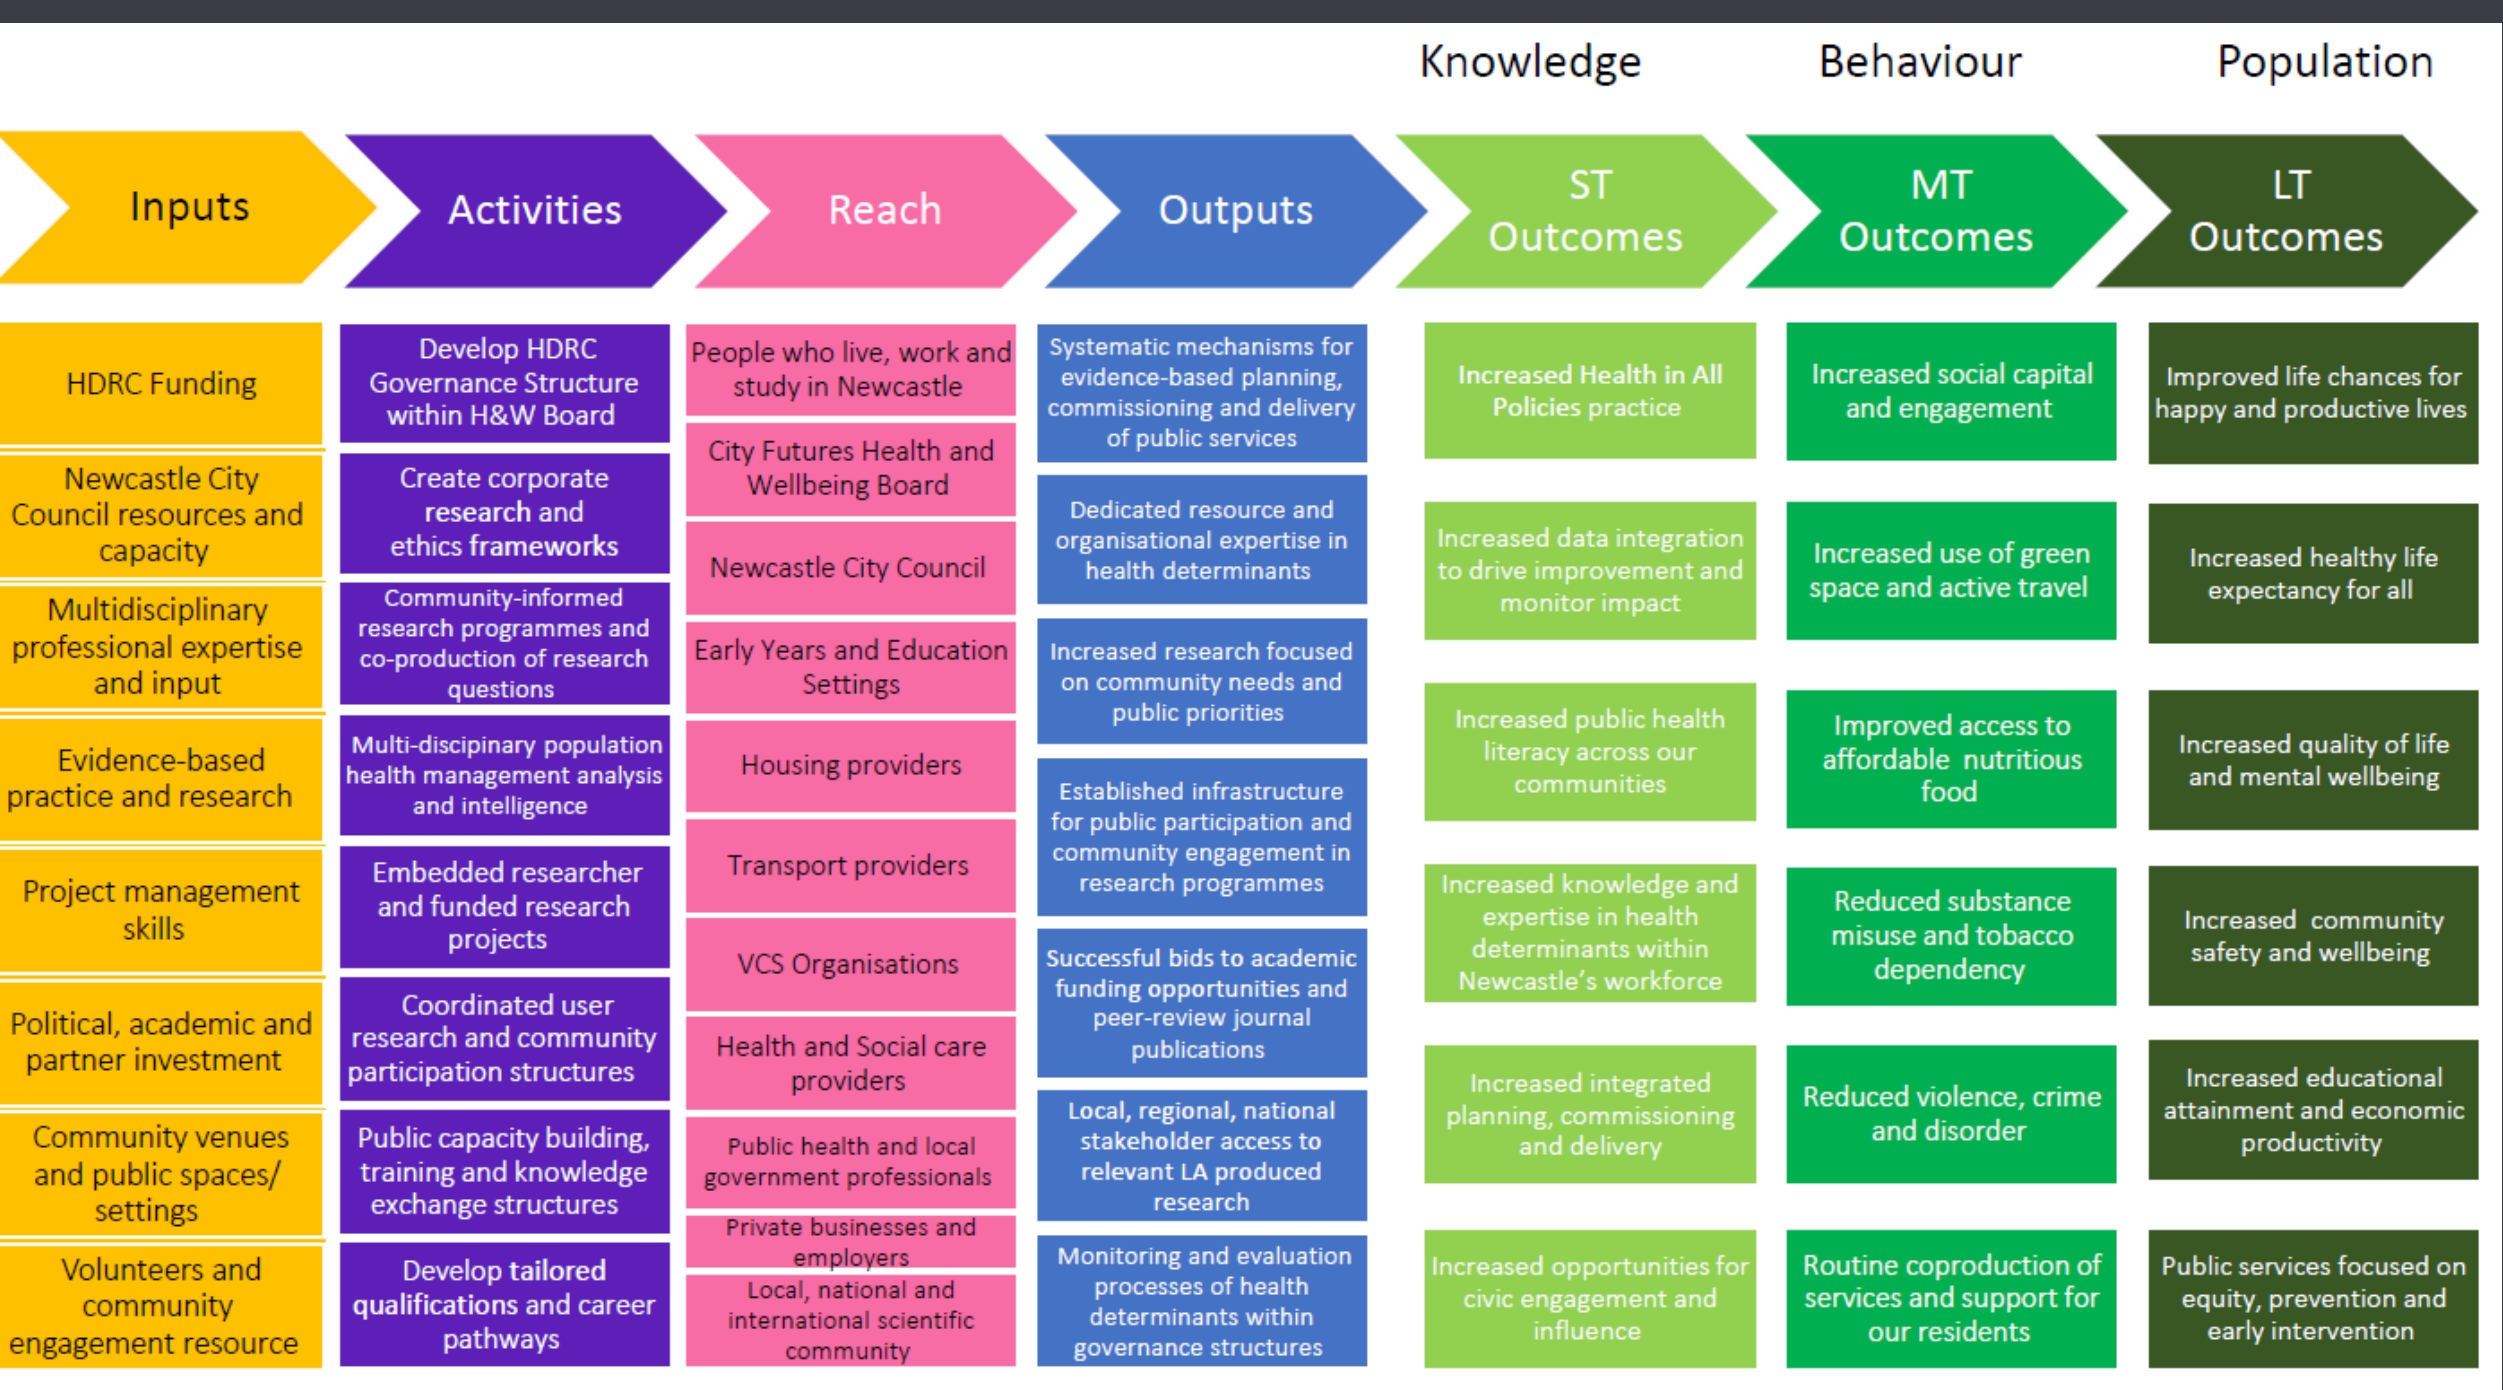 Knowledge
Behaviour
Population
Inputs
Activities
Reach
Outputs
ST
Outcomes
MT
Outcomes
LT
Outcomes
HDRC Funding
Newcastle City
Council resources and
capacity
Multidisciplinary
professional expertise
and input
Evidence-based
practice and research
Project management
skills
Political, academic and
partner investment
Community venues
and public spaces/
settings
Volunteers and
community
engagement resource
Develop HDRC
Governance Structure
within H&W Board
Create corporate
research and
ethics frameworks
Community-informed
research programmes and
co-production of research
questions
Multi-discipinary population
health management analysis
and intelligence
Embedded researcher
and funded research
projects
Coordinated user
research and community
participation structures
Public capacity building,
training and knowledge
exchange structures
Develop tailored
qualifications and career
pathways
People who live, work and
study in Newcastle
City Futures Health and
Wellbeing Board
Newcastle City Council
Early Years and Education
Settings
Housing providers
Transport providers
VCS Organisations
Health and Social care
providers
Public health and local
government professionals
Private businesses and
employers
Local, national and
international scientific
community
Systematic mechanisms for
evidence-based planning,
commissioning and delivery
of public services
Dedicated resource and
organisational expertise in
health determinants
Increased research focused
on community needs and
public priorities
Established infrastructure
for public participation and
community engagement in
research programmes
Successful bids to academic
funding opportunities and
peer-review journal
publications
Local, regional, national
stakeholder access to
relevant LA produced
research
Monitoring and evaluation
processes of health
determinants within
governance structures
Increased Health in All
Policies practice
Increased data integration
to drive improvement and
monitor impact
Increased public health
literacy across our
communities
Increased knowledge and
expertise in health
determinants within
Newcastle's workforce
Increased integrated
planning, commissioning
and delivery
Increased opportunities for
civic engagement and
influence
Increased social capital
and engagement
Increased use of green
space and active travel
Improved access to
affordable nutritious
food
Reduced substance
misuse and tobacco
dependency
Reduced violence, crime
and disorder
Routine coproduction of
services and support for
our residents
Improved life chances for
happy and productive lives
Increased healthy life
expectancy for all
Increased quality of life
and mental wellbeing
Increased community
safety and wellbeing
Increased educational
attainment and economic
productivity
Public services focused on
equity, prevention and
early intervention